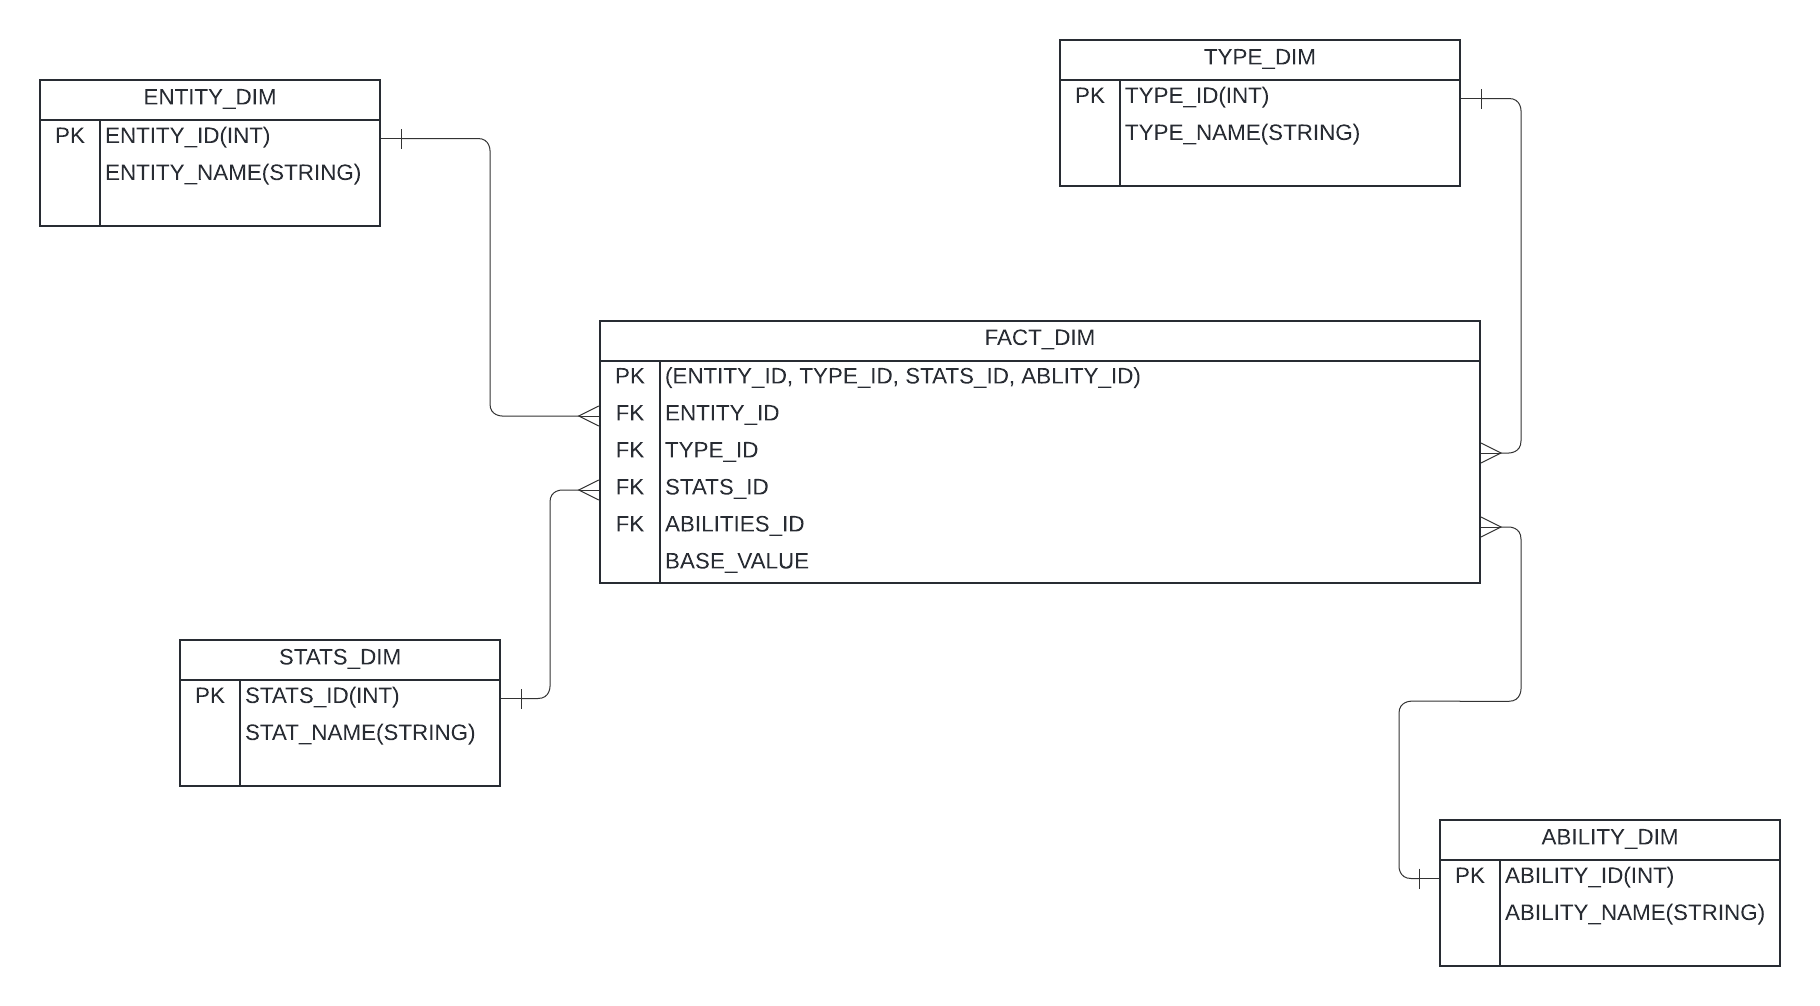 TYPE_DIM
PK TYPE_ID(INT)
TYPE_NAME(STRING)
ENTITY_DIM
PK ENTITY_ID(INT)
ENTITY_NAME(STRING)
FACT_DIM
PK (ENTITY_ID, TYPE_ID, STATS_ID, ABLITY_ID)
FK ENTITY_ID
FK TYPE_ID
FK STATS_ID
FK ABILITIES_ID
BASE_VALUE
STATS_DIM
PK STATS_ID(INT)
STAT_NAME(STRING)
ABILITY_DIM
PK ABILITY_ID(INT)
ABILITY_NAME(STRING)